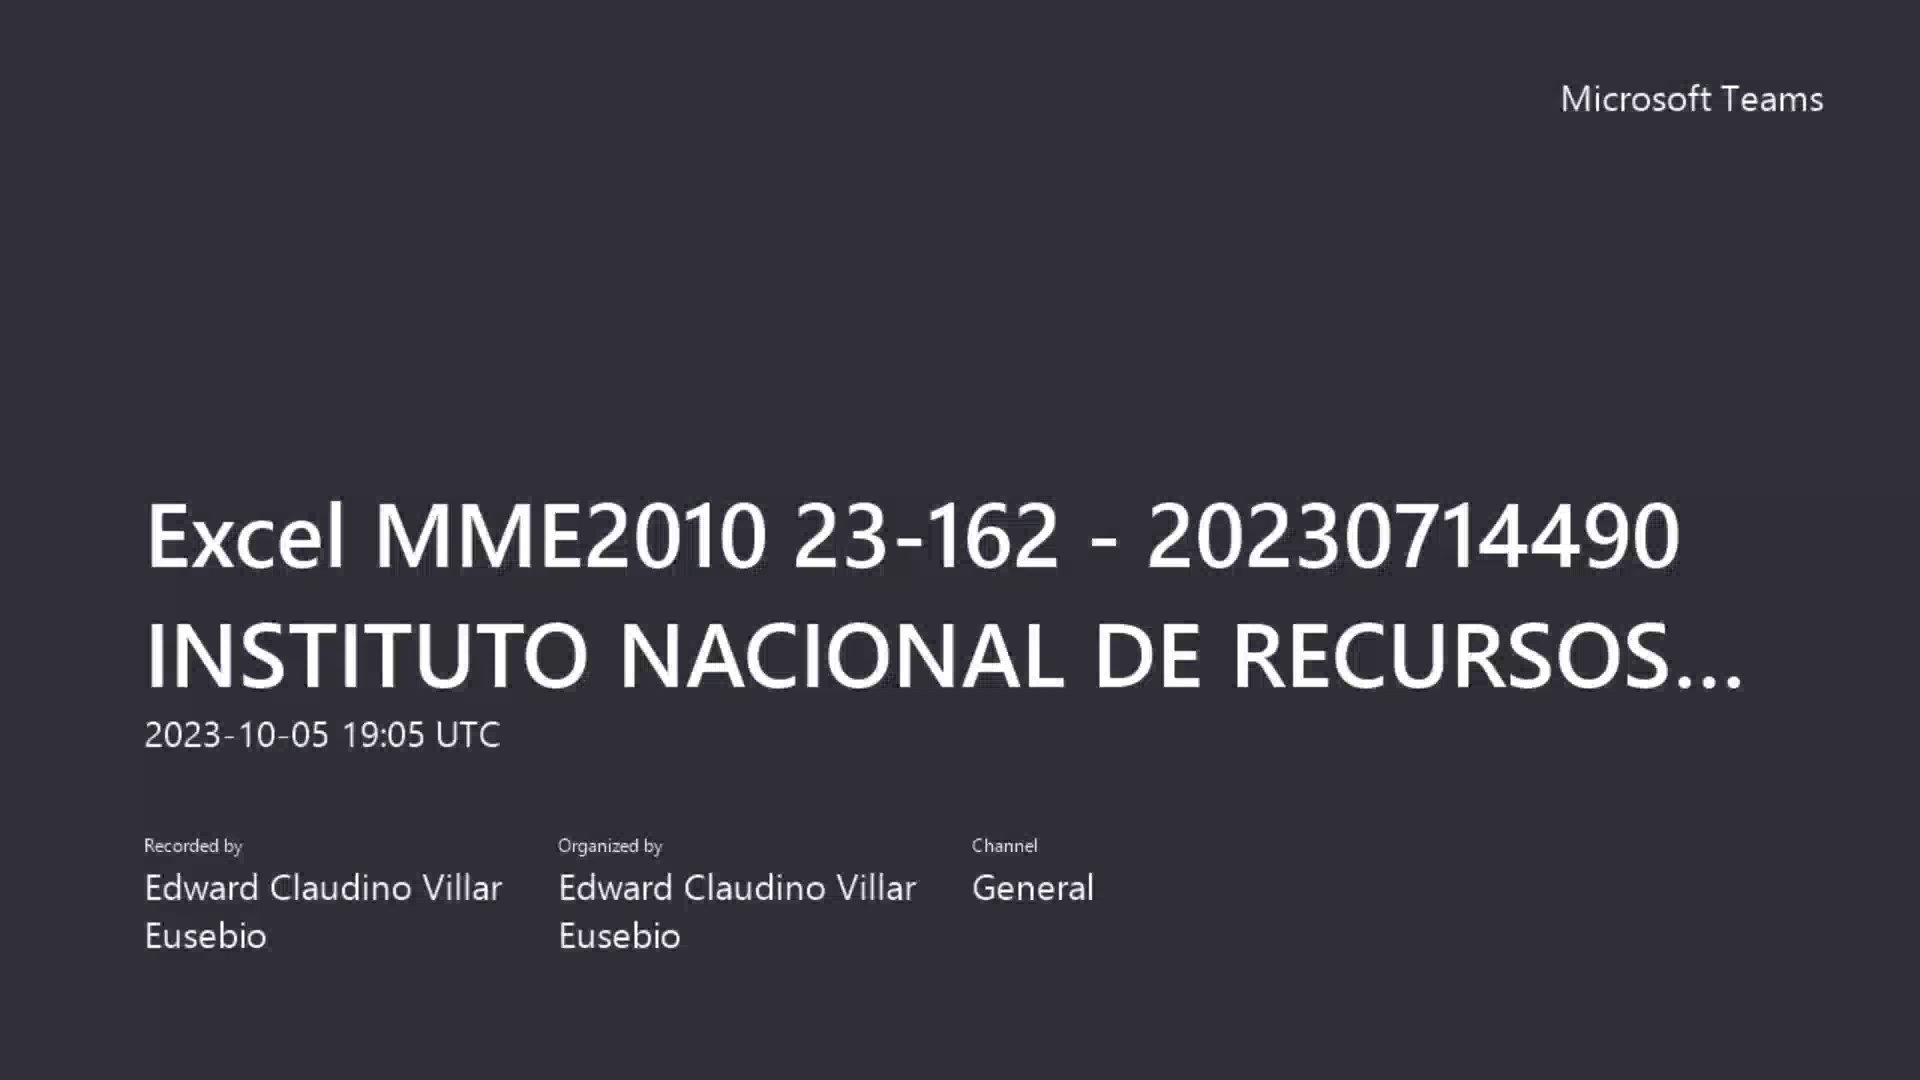 Microsoft Teams
Excel MME2010 23-162 - 20230714490
INSTITUTO NACIONAL DE RECURSOS...
2023-10-05 19:05 UTC
Recorded by
Edward Claudino Villar
Eusebio
Organized by
Edward Claudino Villar
Eusebio
Channel
General